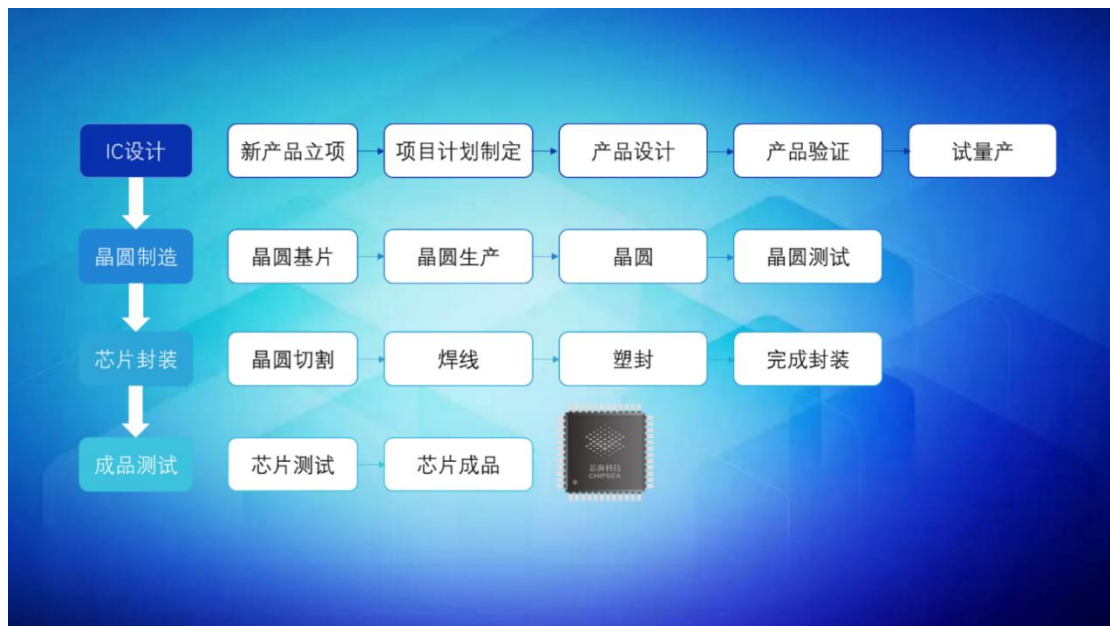 IC设计
新产品立项
项目计划制定
产品设计
产品验证
试量产
晶圆制造
晶圆基片
晶圆生产
晶圆
晶圆测试
芯片封装
晶圆切割
焊线
塑封
完成封装
成品测试
芯片测试
芯片成品
芯海科技
CHIPSEA